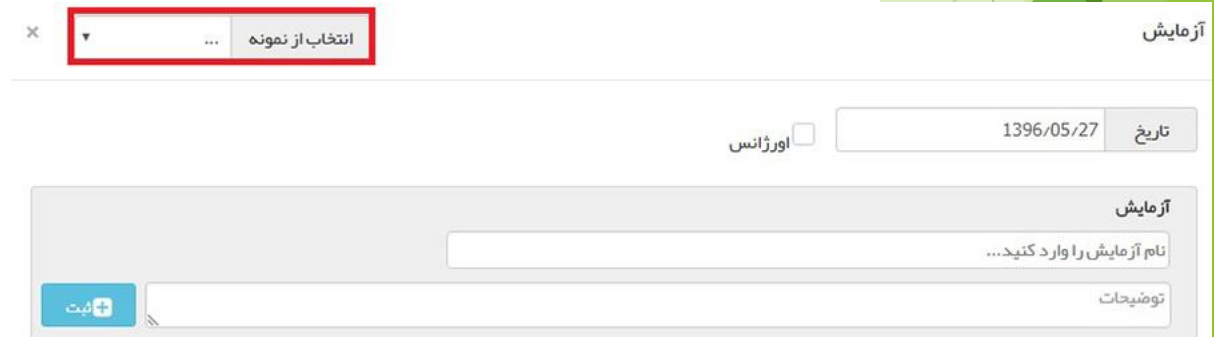 آزمایش
انتخاب از نمونه ...
تاریخ 1396/05/27 اورژانس
آزمایش
نام آزمایش را وارد کنید...
توضیحات
ثبت